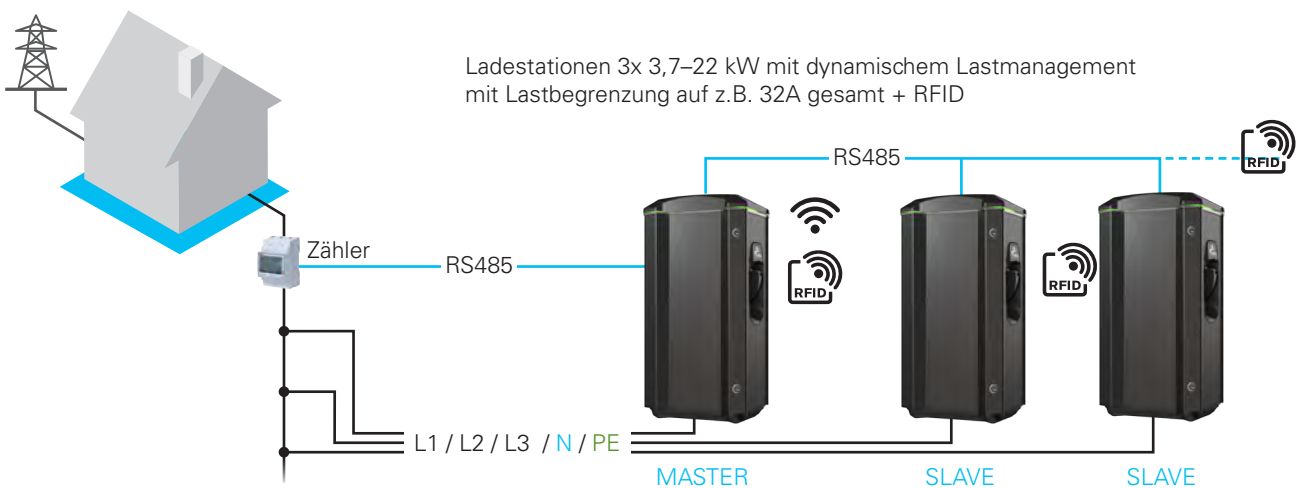 Ladestationen 3x 3,7–22 kW mit dynamischem Lastmanagement
mit Lastbegrenzung auf z.B. 32A gesamt + RFID
RS485
RFID
Zähler
RS485
RFID
RFID
L1 / L2 / L3 / N / PE
MASTER
SLAVE
SLAVE